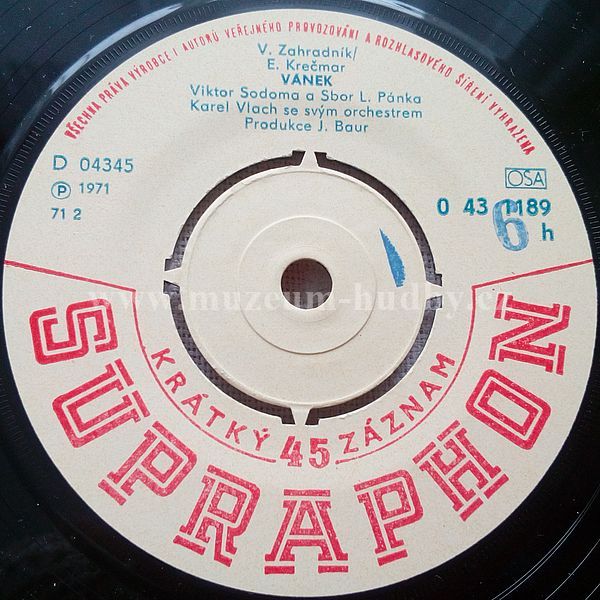 VŠECHNA PRÁVA VÝROBCE I AUTORŮ VEŘEJNÉHO PROVOZOVÁNÍ A ROZHLASOVÉHO ŠÍŘENÍ VYHRAŽENA
V. Zahradník/
E. Krečmar
VÁNEK
Viktor Sodoma a Sbor L. Pánka
Karel Vlach se svým orchestrem
Produkce J. Baur
D 04345
Ⓟ 1971
71 2
OSA
0 43 1189
6 h
www.muzeum-hudby.cz
KRÁTKÝ 45 ZÁZNAM
SUPRAPHON